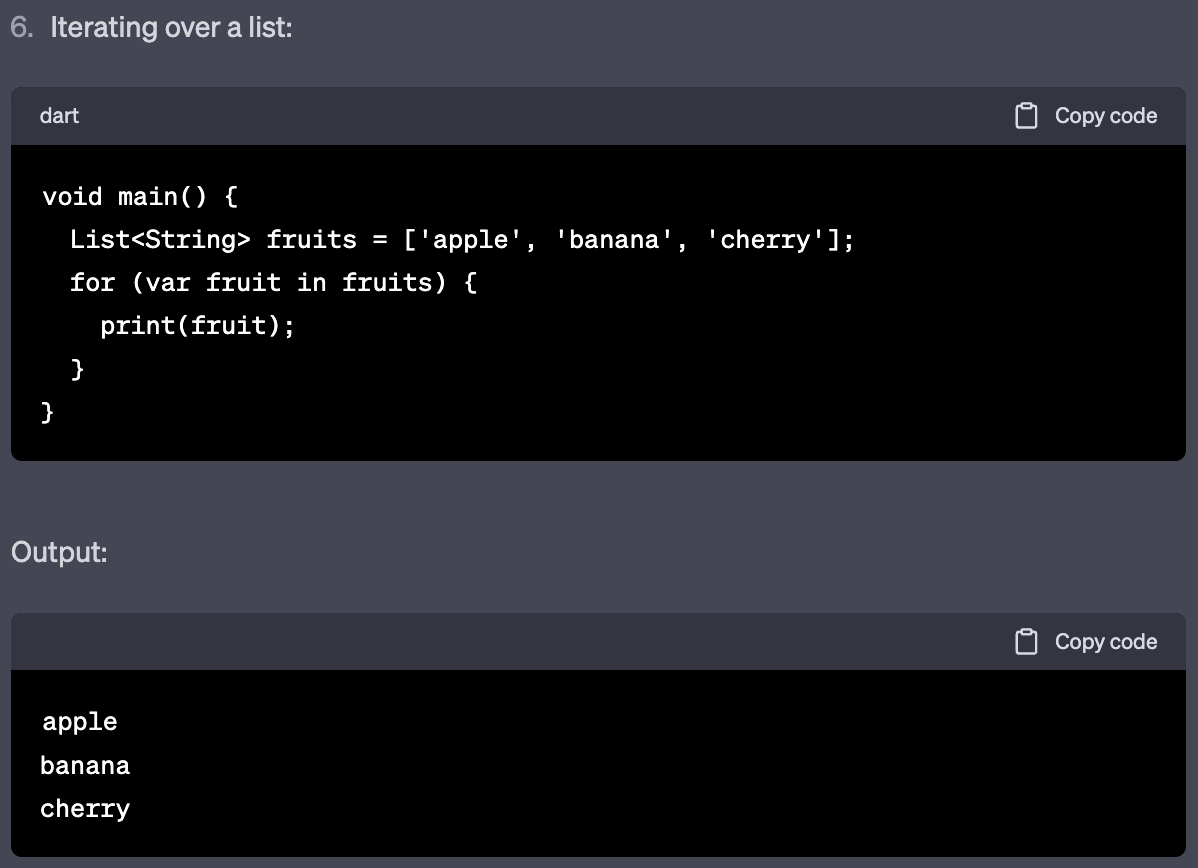 6. Iterating over a list:
dart
Copy code
void main() {
  List<String> fruits = ['apple', 'banana', 'cherry'];
  for (var fruit in fruits) {
    print(fruit);
  }
}
Output:
Copy code
apple
banana
cherry